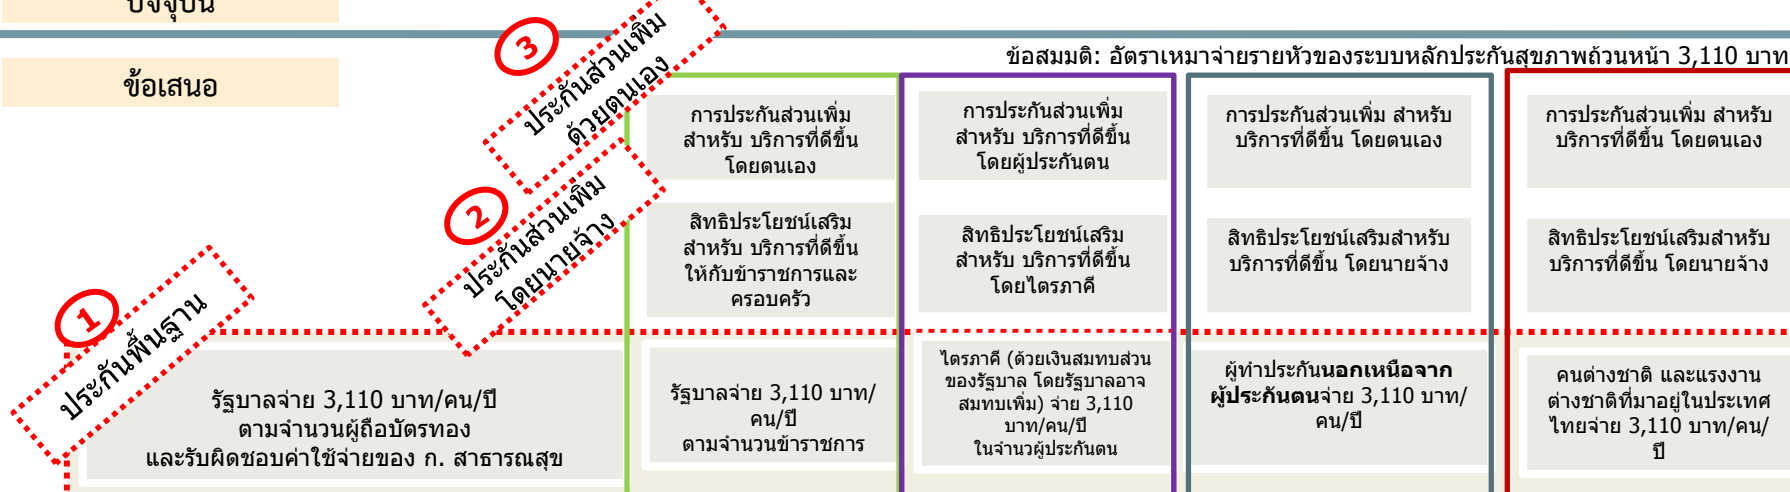 ปัจจุบัน
ข้อสมมติ: อัตราเหมาจ่ายรายหัวของระบบหลักประกันสุขภาพถ้วนหน้า 3,110 บาท
ข้อเสนอ
3
ประกันส่วนเพิ่ม
ด้วยตนเอง
การประกันส่วนเพิ่ม
สำหรับ บริการที่ดีขึ้น
โดยตนเอง
การประกันส่วนเพิ่ม
สำหรับ บริการที่ดีขึ้น
โดยผู้ประกันตน
การประกันส่วนเพิ่ม สำหรับ
บริการที่ดีขึ้น โดยตนเอง
การประกันส่วนเพิ่ม สำหรับ
บริการที่ดีขึ้น โดยตนเอง
2
ประกันส่วนเพิ่ม
โดยนายจ้าง
สิทธิประโยชน์เสริม
สำหรับ บริการที่ดีขึ้น
ให้กับข้าราชการและ
ครอบครัว
สิทธิประโยชน์เสริม
สำหรับ บริการที่ดีขึ้น
โดยไตรภาคี
สิทธิประโยชน์เสริมสำหรับ
บริการที่ดีขึ้น โดยนายจ้าง
สิทธิประโยชน์เสริมสำหรับ
บริการที่ดีขึ้น โดยนายจ้าง
1
ประกันพื้นฐาน
รัฐบาลจ่าย 3,110 บาท/คน/ปี
ตามจำนวนผู้ถือบัตรทอง
และรับผิดชอบค่าใช้จ่ายของ ก. สาธารณสุข
รัฐบาลจ่าย 3,110 บาท/
คน/ปี
ตามจำนวนข้าราชการ
ไตรภาคี (ด้วยเงินสมทบส่วน
ของรัฐบาล โดยรัฐบาลอาจ
สมทบเพิ่ม) จ่าย 3,110
บาท/คน/ปี
ในจำนวผู้ประกันตน
ผู้ทำประกันนอกเหนือจาก
ผู้ประกันตนจ่าย 3,110 บาท/
คน/ปี
คนต่างชาติ และแรงงาน
ต่างชาติที่มาอยู่ในประเทศ
ไทยจ่าย 3,110 บาท/คน/
ปี